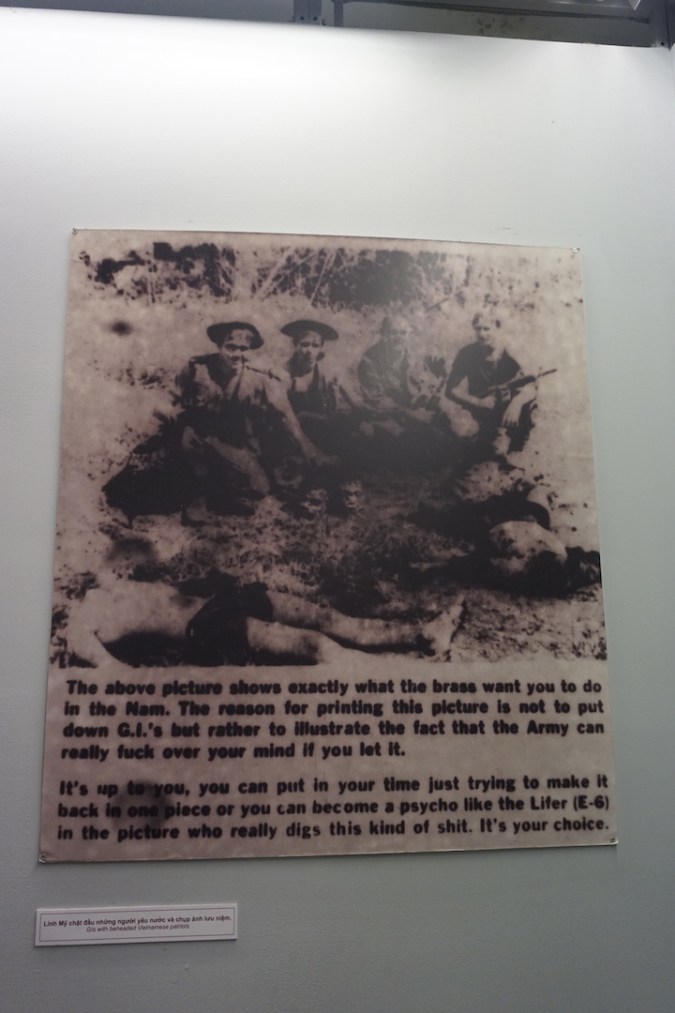 The above picture shows exactly what the brass want you to do
in the Nam. The reason for printing this picture is not to put
down G.I.'s but rather to illustrate the fact that the Army can
really fuck over your mind if you let it.
It's up to you, you can put in your time just trying to make it
back in one piece or you can become a psycho like the Lifer (E-6)
in the picture who really digs this kind of shit. It's your choice.
Lính Mỹ chặt đầu những người yêu nước và chụp ảnh lưu niệm.
GIs with beheaded Vietnamese patriots